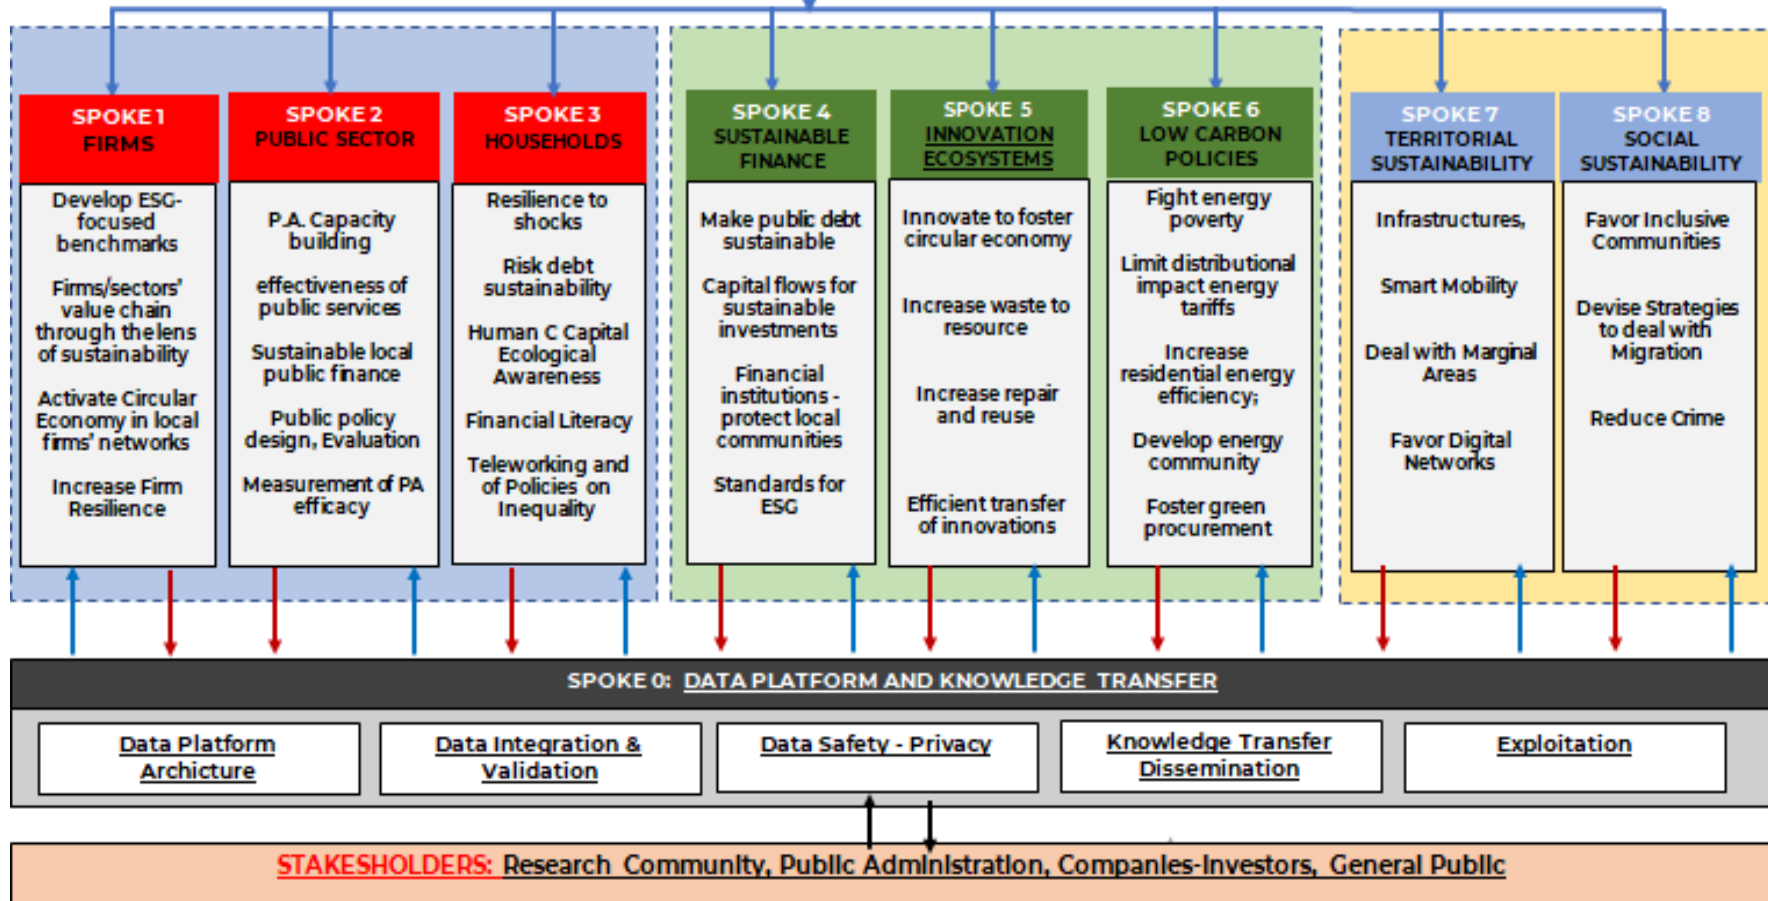 SPOKE 1
FIRMS
Develop ESG-
focused
benchmarks
Firms/sectors'
value chain
through thelens
of sustainability
Activate Circular
Economy in local
firms' networks
Increase Firm
Resilience
SPOKE 2
PUBLIC SECTOR
P.A. Capacity
building
effectiveness of
public services
Sustainable local
public finance
Public policy
design, Evaluation
Measurement of PA
efficacy
SPOKE 3
HOUSEHOLDS
Resilience to
shocks
Risk debt
sustainability
Human C Capital
Ecological
Awareness
Financial Literacy
Teleworking and
of Policies on
Inequality
SPOKE 4
SUSTAINABLE
FINANCE
Make public debt
sustainable
Capital flows for
sustainable
investments
Financial
institutions -
protect local
communities
Standards for
ESG
SPOKE 5
INNOVATION
ECOSYSTEMS
Innovate to foster
circular economy
Increase waste to
resource
Increase repair
and reuse
Efficient transfer
of innovations
SPOKE 6
LOW CARBON
POLICIES
Fight energy
poverty
Limit distributional
impact energy
tariffs
Increase
residential energy
efficiency;
Develop energy
community
Foster green
procurement
SPOKE 7
TERRITORIAL
SUSTAINABILITY
Infrastructures,
Smart Mobility
Deal with Marginal
Areas
Favor Digital
Networks
SPOKE 8
SOCIAL
SUSTAINABILITY
Favor Inclusive
Communities
Devise Strategies
to deal with
Migration
Reduce Crime
SPOKE 0: DATA PLATFORM AND KNOWLEDGE TRANSFER
Data Platform
Archicture
Data Integration &
Validation
Data Safety - Privacy
Knowledge Transfer
Dissemination
Exploitation
STAKESHOLDERS: Research Community, Public Administration, Companies-Investors, General Public